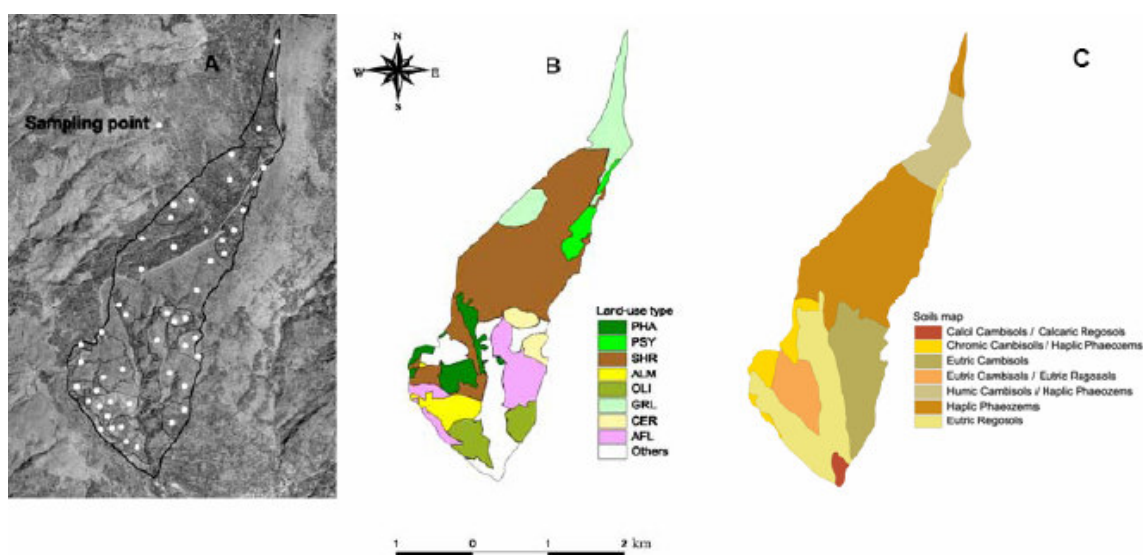 A
Sampling point
N
W E
S
B
Land-use type
PHA
PSY
SHR
ALM
OLI
GRL
CER
AFL
Others
C
Soils map
Calcil Cambisols / Calcaric Regosols
Chromic Cambisolls / Haplic Phaeozems
Eutric Cambisols
Eutric Cambisols / Eutric Regosols
Humic Cambisols / Haplic Phaeozems
Haplic Phaeozems
Eutric Regosols
1 0 1 2 km